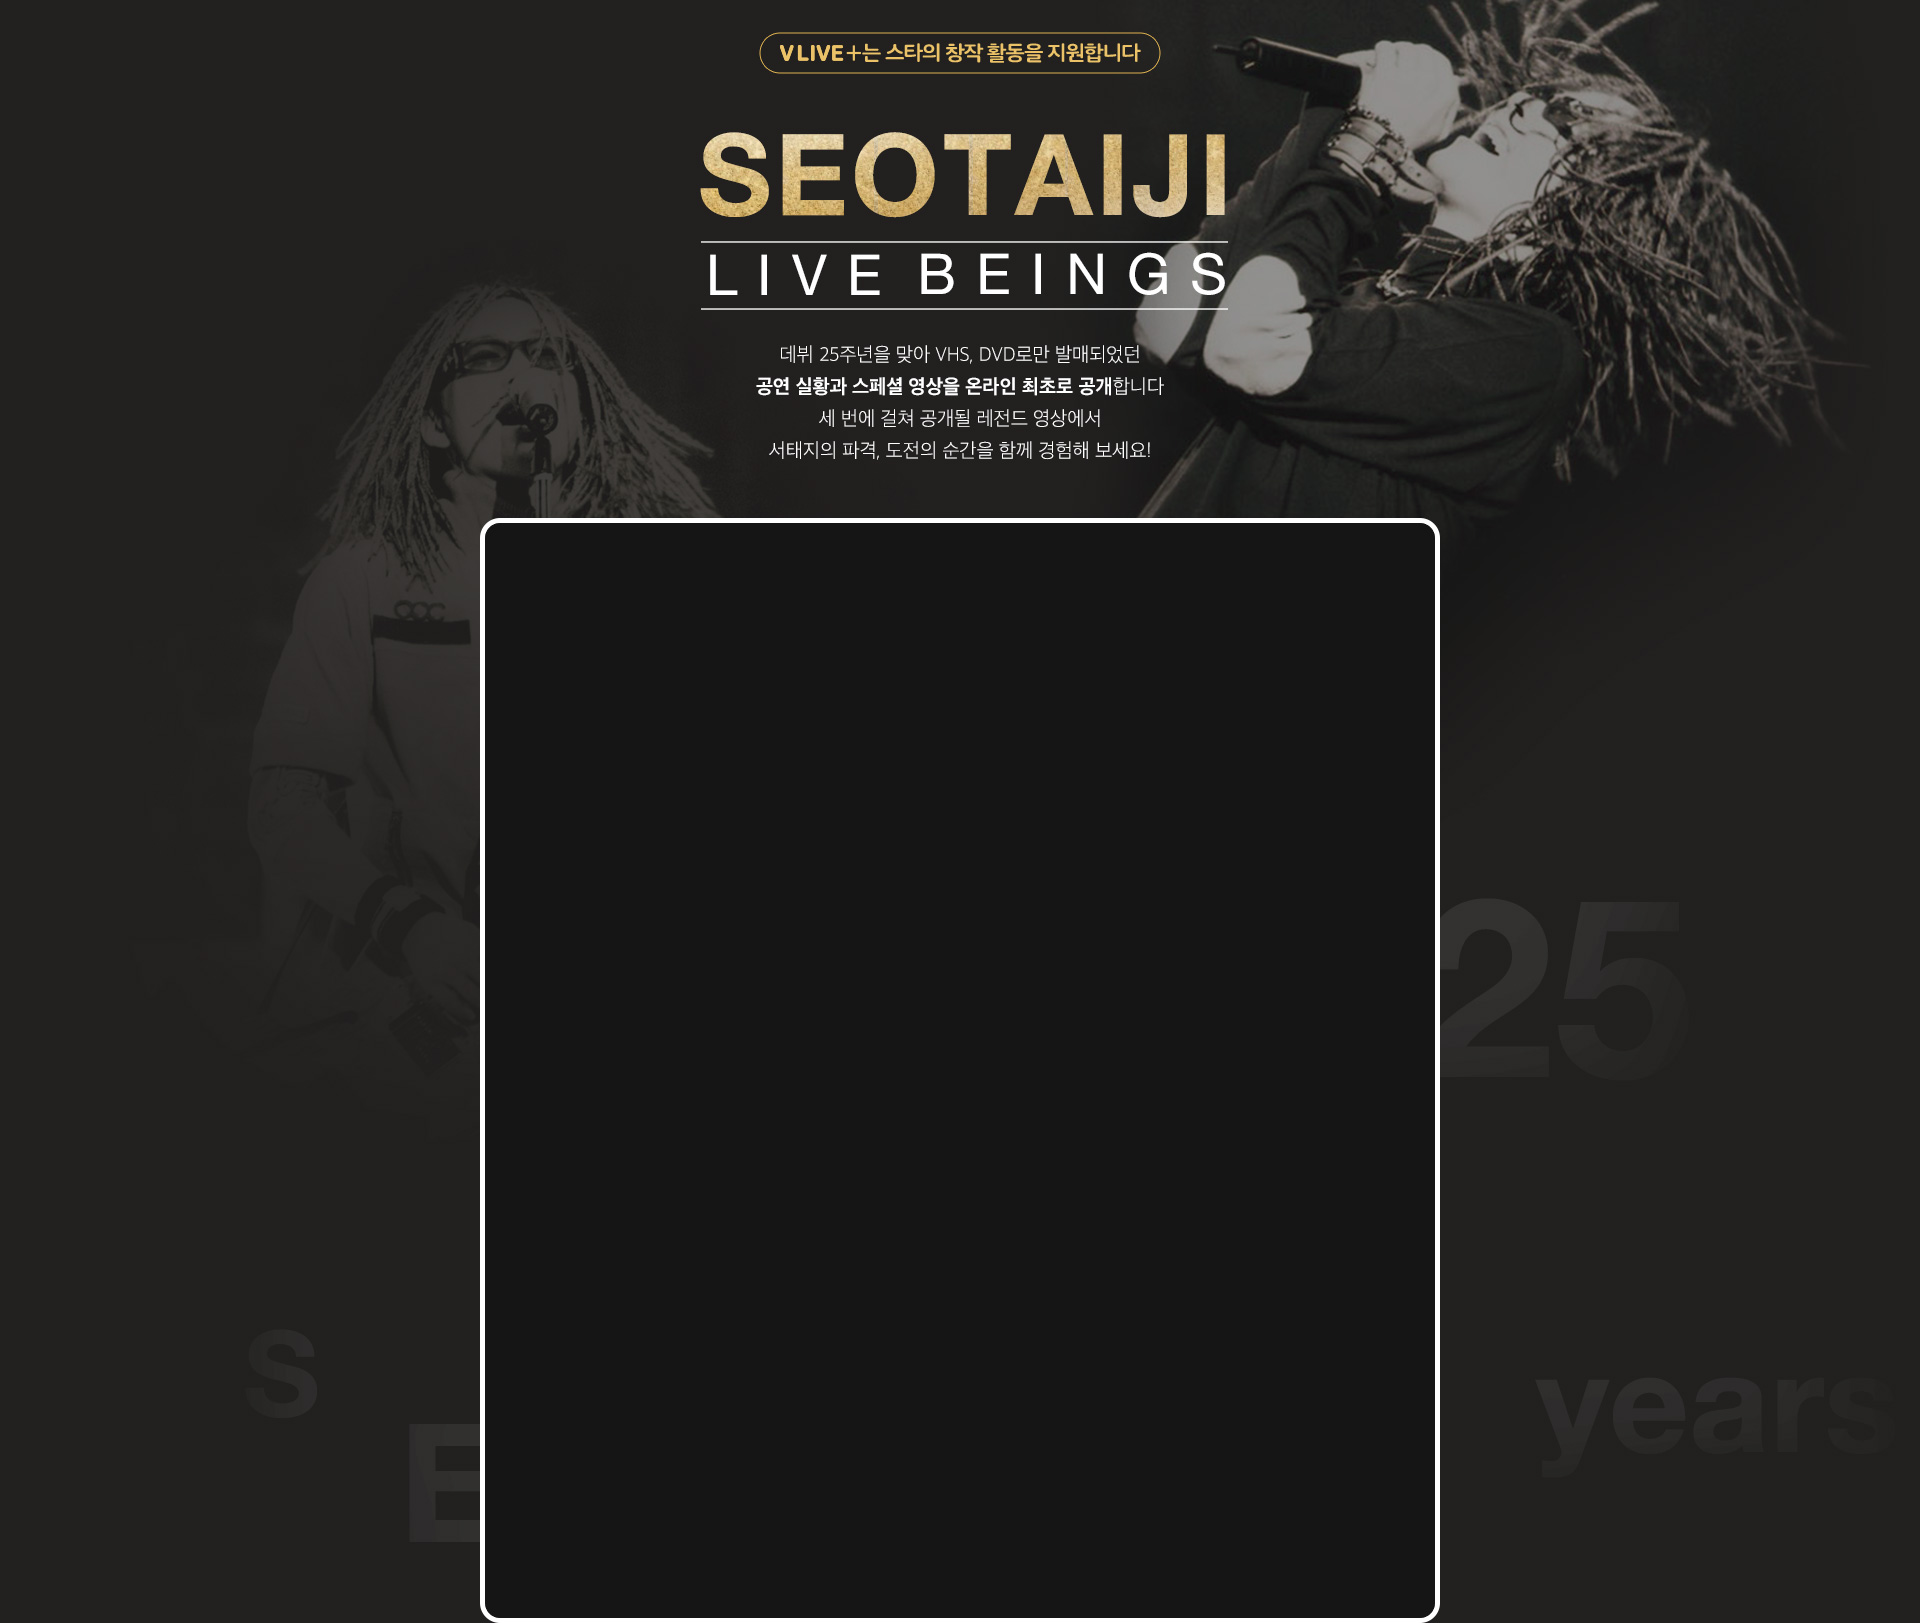 V LIVE+는 스타의 창작 활동을 지원합니다
SEOTAIJI
LIVE BEINGS
데뷔 25주년을 맞아 VHS, DVD로만 발매되었던
공연 실황과 스페셜 영상을 온라인 최초로 공개합니다
세 번에 걸쳐 공개될 레전드 영상에서
서태지의 파격, 도전의 순간을 함께 경험해 보세요!
25
S
years
E